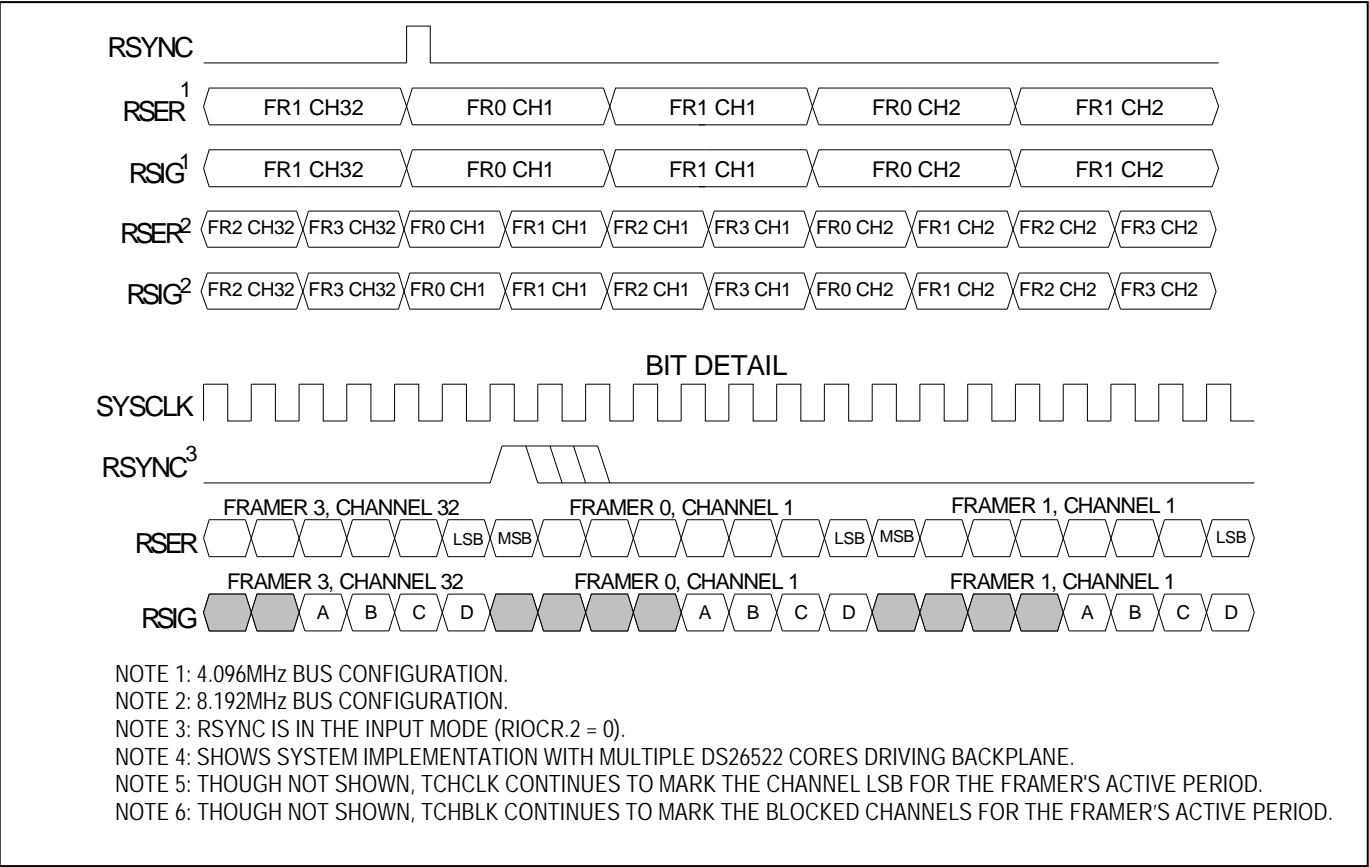 RSYNC
RSER1 FR1 CH32 FR0 CH1 FR1 CH1 FR0 CH2 FR1 CH2
RSIG1 FR1 CH32 FR0 CH1 FR1 CH1 FR0 CH2 FR1 CH2
RSER2 FR2 CH32 FR3 CH32 FR0 CH1 FR1 CH1 FR2 CH1 FR3 CH1 FR0 CH2 FR1 CH2 FR2 CH2 FR3 CH2
RSIG2 FR2 CH32 FR3 CH32 FR0 CH1 FR1 CH1 FR2 CH1 FR3 CH1 FR0 CH2 FR1 CH2 FR2 CH2 FR3 CH2
BIT DETAIL
SYSCLK
RSYNC3
FRAMER 3, CHANNEL 32 FRAMER 0, CHANNEL 1 FRAMER 1, CHANNEL 1
RSER LSB MSB LSB MSB LSB
FRAMER 3, CHANNEL 32 FRAMER 0, CHANNEL 1 FRAMER 1, CHANNEL 1
RSIG A B C D A B C D A B C D
NOTE 1: 4.096MHz BUS CONFIGURATION.
NOTE 2: 8.192MHz BUS CONFIGURATION.
NOTE 3: RSYNC IS IN THE INPUT MODE (RIOCR.2 = 0).
NOTE 4: SHOWS SYSTEM IMPLEMENTATION WITH MULTIPLE DS26522 CORES DRIVING BACKPLANE.
NOTE 5: THOUGH NOT SHOWN, TCHCLK CONTINUES TO MARK THE CHANNEL LSB FOR THE FRAMER'S ACTIVE PERIOD.
NOTE 6: THOUGH NOT SHOWN, TCHBLK CONTINUES TO MARK THE BLOCKED CHANNELS FOR THE FRAMER’S ACTIVE PERIOD.